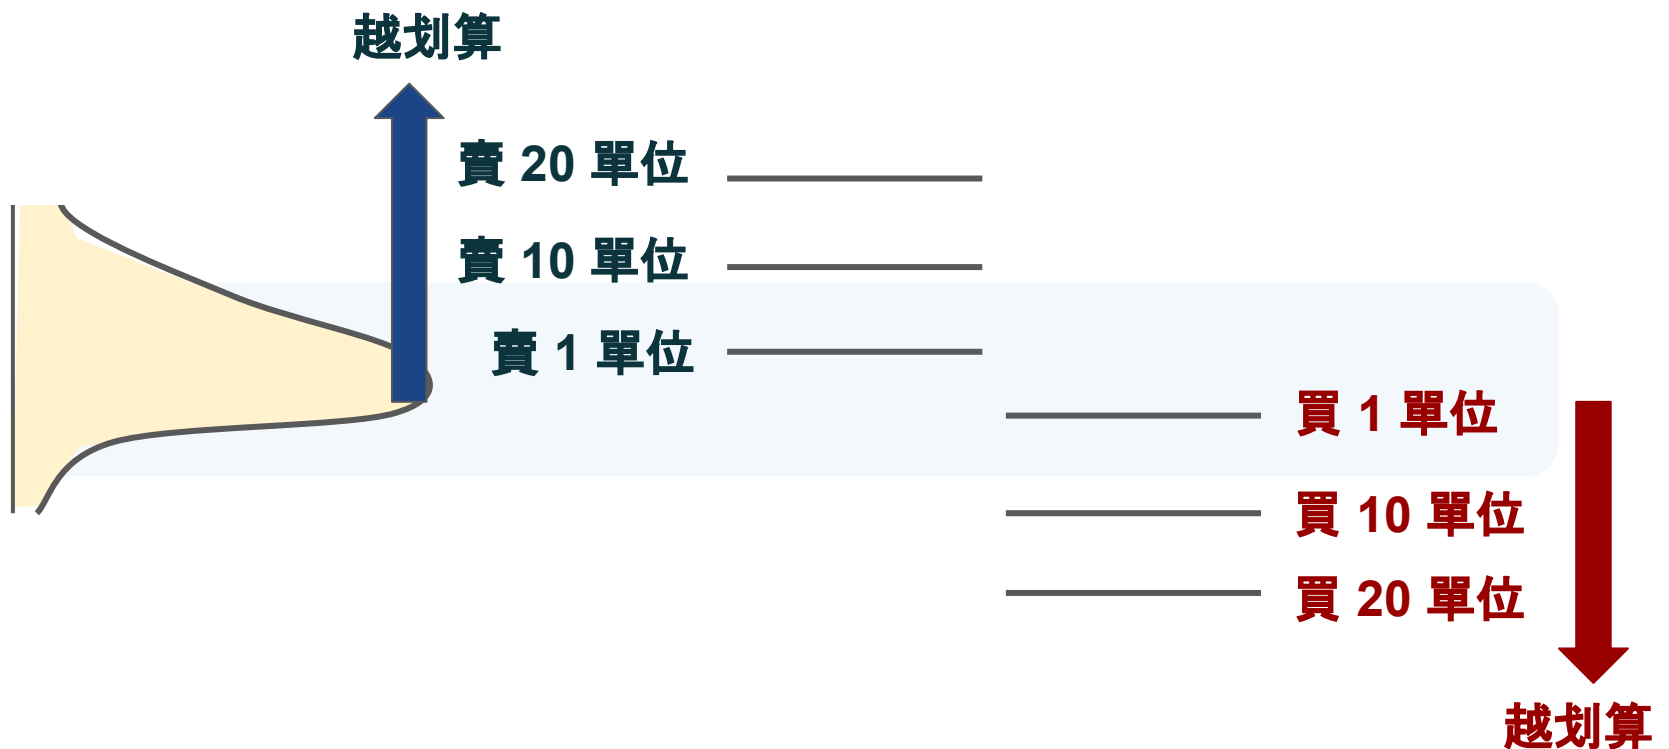 越划算
賣 20 單位
賣 10 單位
賣 1 單位
買 1 單位
買 10 單位
買 20 單位
越划算